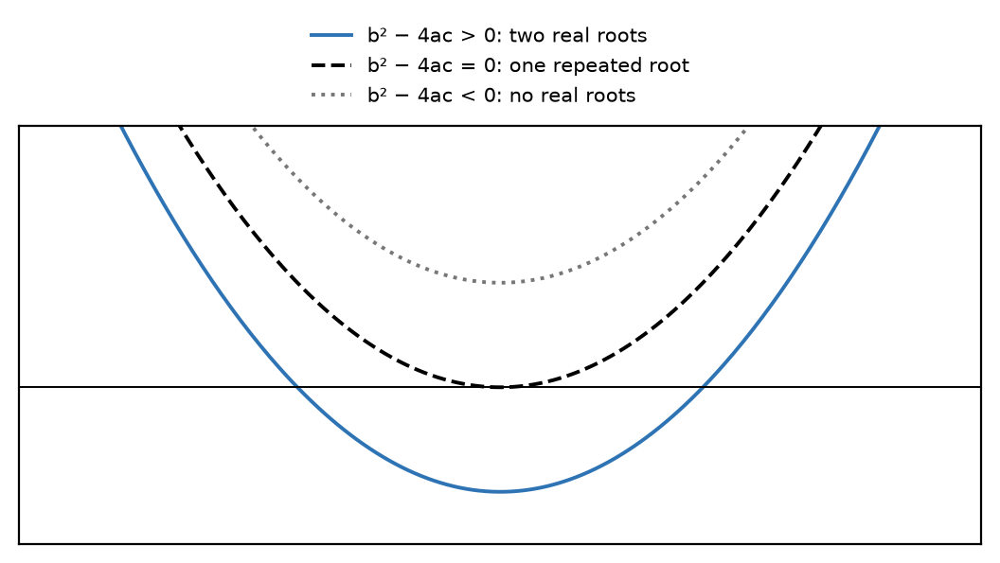 b² − 4ac > 0: two real roots
b² − 4ac = 0: one repeated root
b² − 4ac < 0: no real roots